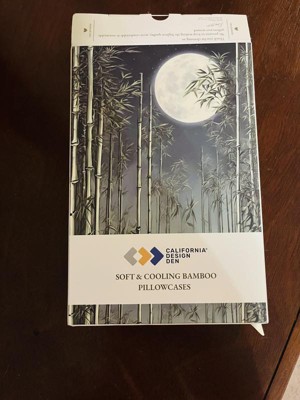 CALIFORNIA®
DESIGN
DEN
SOFT & COOLING BAMBOO
PILLOWCASES